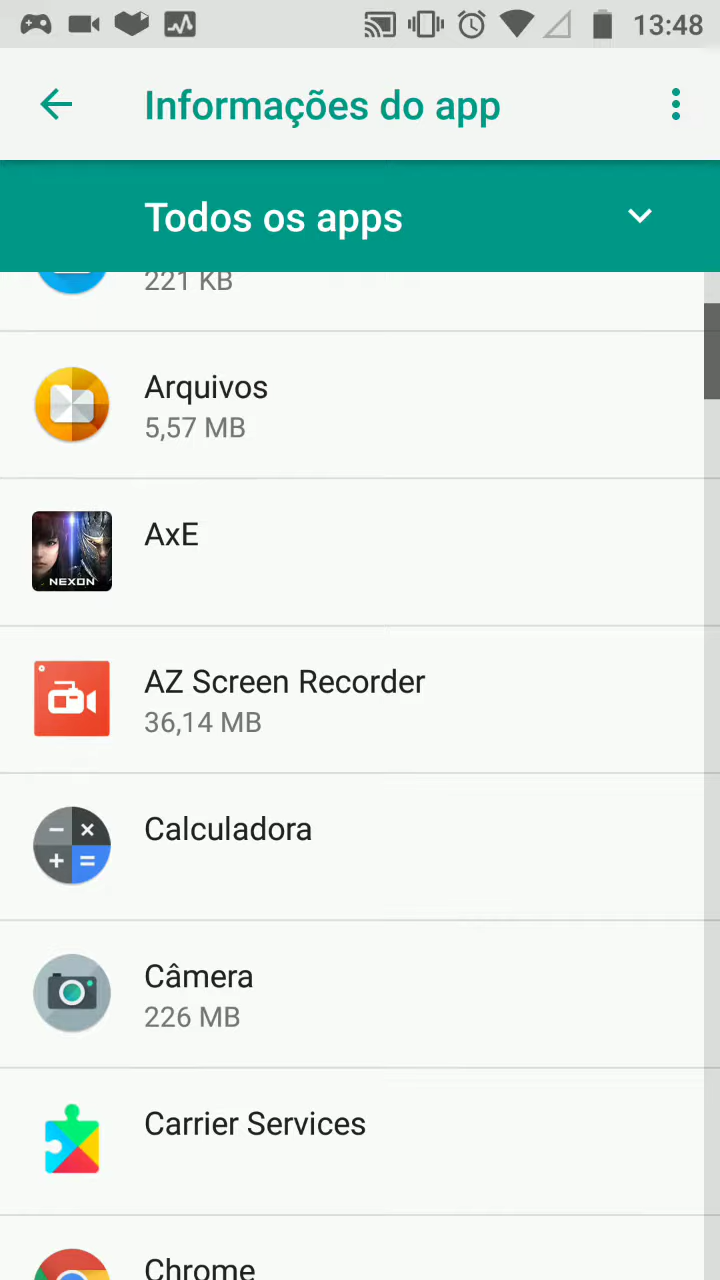 13:48
Informações do app
Todos os apps
221 KB
Arquivos
5,57 MB
AxE
NEXON
AZ Screen Recorder
36,14 MB
Calculadora
Câmera
226 MB
Carrier Services
Chrome